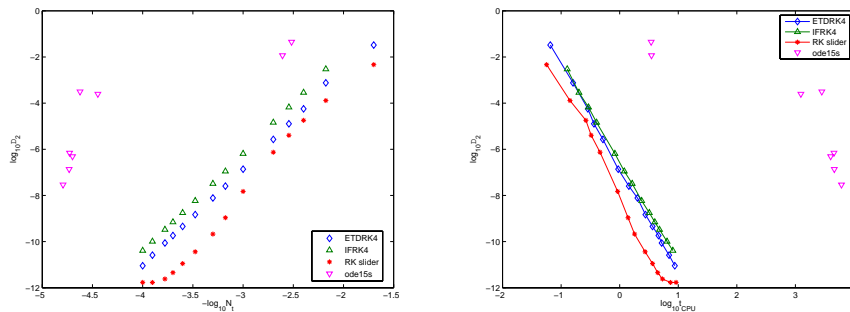 0
−2
−4
−6
−8
−10
−12
log10 D2
−5
−4.5
−4
−3.5
−3
−2.5
−2
−1.5
−log10 Nt
ETDRK4
IFRK4
RK slider
ode15s
0
−2
−4
−6
−8
−10
−12
log10 D2
−2
−1
0
1
2
3
4
log10 tCPU
ETDRK4
IFRK4
RK slider
ode15s